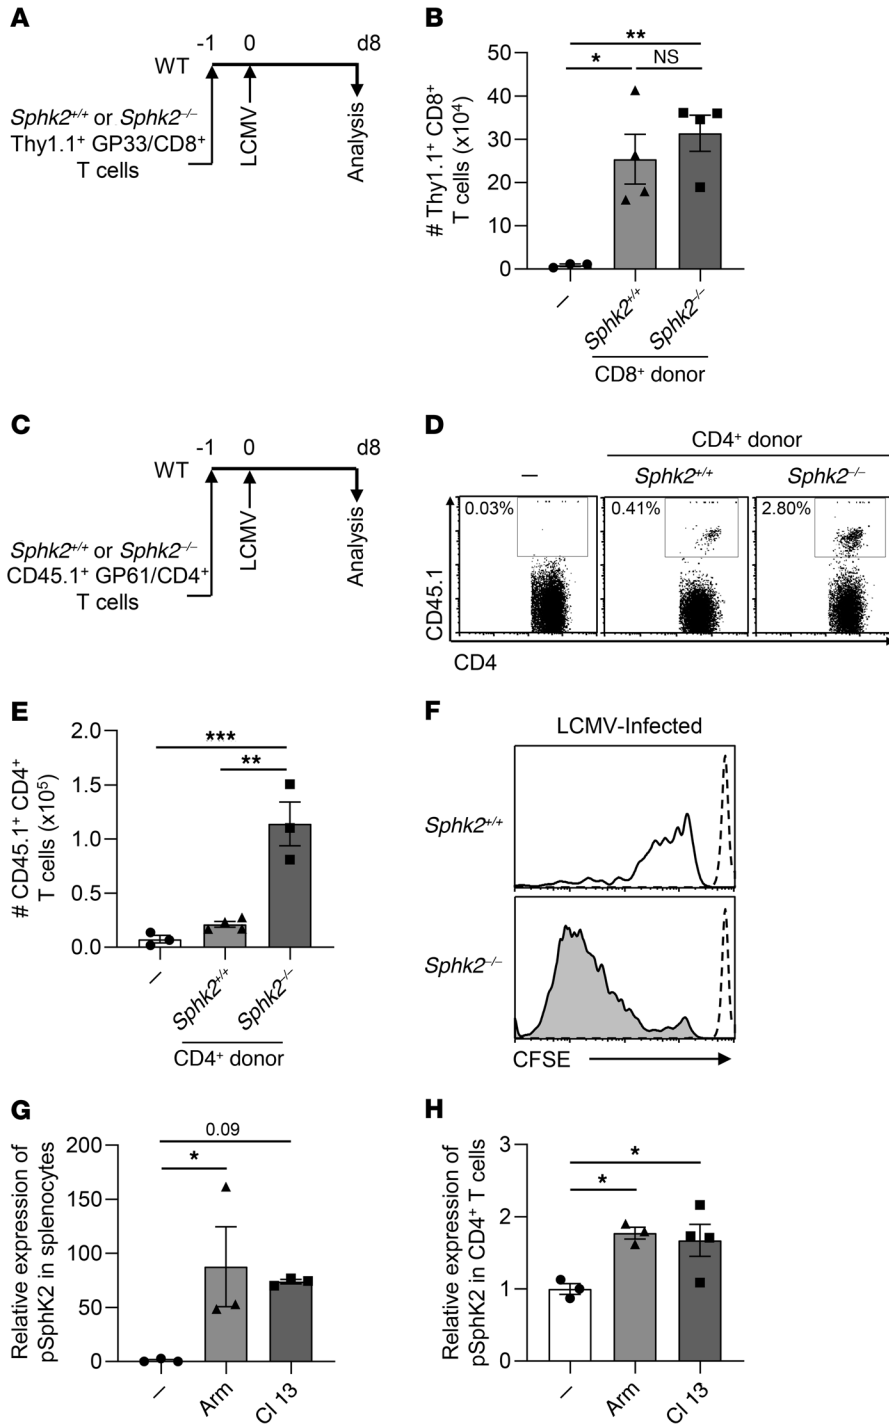 A
-1 0 d8
WT
Sphk2+/+ or Sphk2–/–
Thy1.1+ GP33/CD8+
T cells
LCMV
Analysis
B
# Thy1.1+ CD8+
T cells (x10⁴)
50
40
30
20
10
0
**
*
NS
—
Sphk2+/+
Sphk2–/–
CD8+ donor
C
-1 0 d8
WT
Sphk2+/+ or Sphk2–/–
CD45.1+ GP61/CD4+
T cells
LCMV
Analysis
D
CD4+ donor
— Sphk2+/+ Sphk2–/–
0.03% 0.41% 2.80%
CD45.1
CD4
E
# CD45.1+ CD4+
T cells (x10⁵)
2.0
1.5
1.0
0.5
0.0
***
**
—
Sphk2+/+
Sphk2–/–
CD4+ donor
F
LCMV-Infected
Sphk2+/+
Sphk2–/–
CFSE
G
Relative expression of
pSphK2 in splenocytes
200
150
100
50
0
0.09
*
—
Arm
Cl 13
H
Relative expression of
pSphK2 in CD4+ T cells
3
2
1
0
*
*
—
Arm
Cl 13